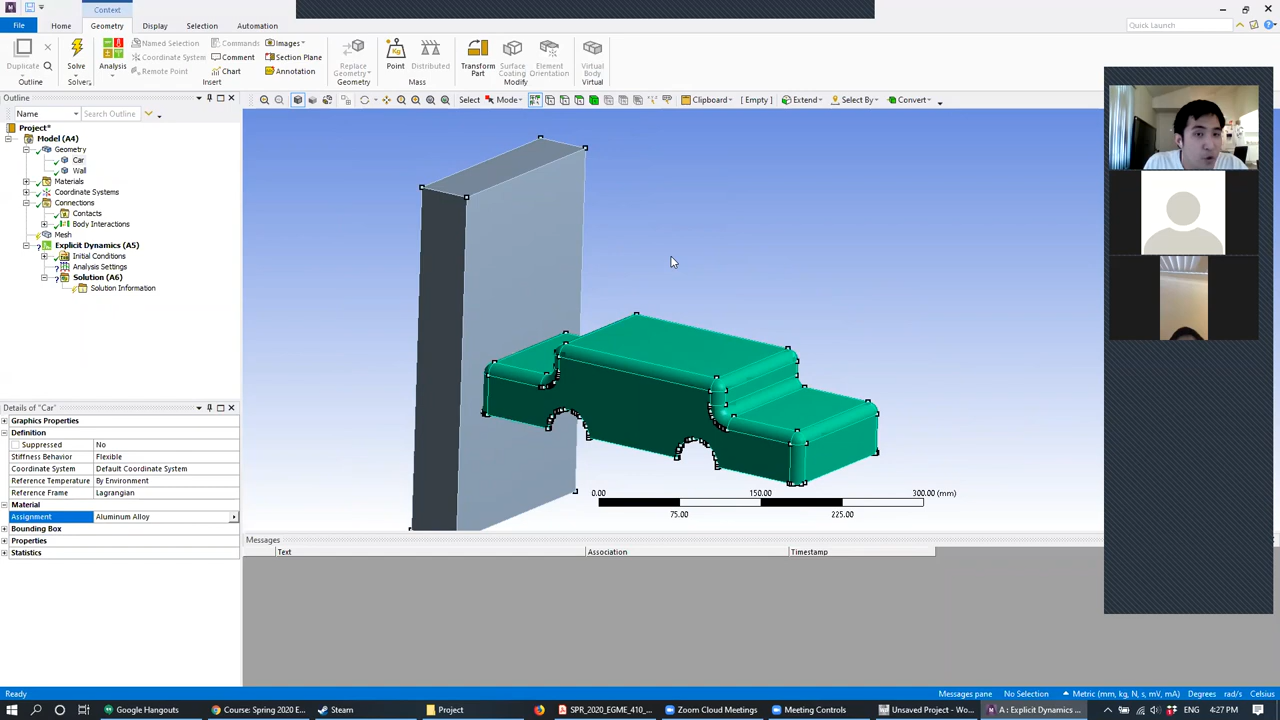 Context
File
Home
Geometry
Display
Selection
Automation
Quick Launch
Duplicate
Outline
Solve
Solver
Analysis
Named Selection
Coordinate System
Remote Point
Commands
Comment
Chart
Insert
Images
Section Plane
Annotation
Replace
Geometry
Geometry
Point
Distributed
Mass
Transform
Part
Surface
Coating
Element
Orientation
Modify
Virtual
Body
Virtual
Outline
Name
Search Outline
Select
Mode
Clipboard
[ Empty ]
Extend
Select By
Convert
Project*
Model (A4)
Geometry
Car
Wall
Materials
Coordinate Systems
Connections
Contacts
Body Interactions
Mesh
Explicit Dynamics (A5)
Initial Conditions
Analysis Settings
Solution (A6)
Solution Information
Details of "Car"
Graphics Properties
Definition
Suppressed No
Stiffness Behavior Flexible
Coordinate System Default Coordinate System
Reference Temperature By Environment
Reference Frame Lagrangian
Material
Assignment Aluminum Alloy
Bounding Box
Properties
Statistics
0.00 150.00 300.00 (mm)
75.00 225.00
Messages
Text Association Timestamp
Ready
Messages pane
No Selection
Metric (mm, kg, N, s, mV, mA)
Degrees
rad/s
Celsius
Google Hangouts
Course: Spring 2020 E...
Steam
Project
SPR_2020_EGME_410_...
Zoom Cloud Meetings
Meeting Controls
Unsaved Project - Wo...
A : Explicit Dynamics ...
ENG
4:27 PM